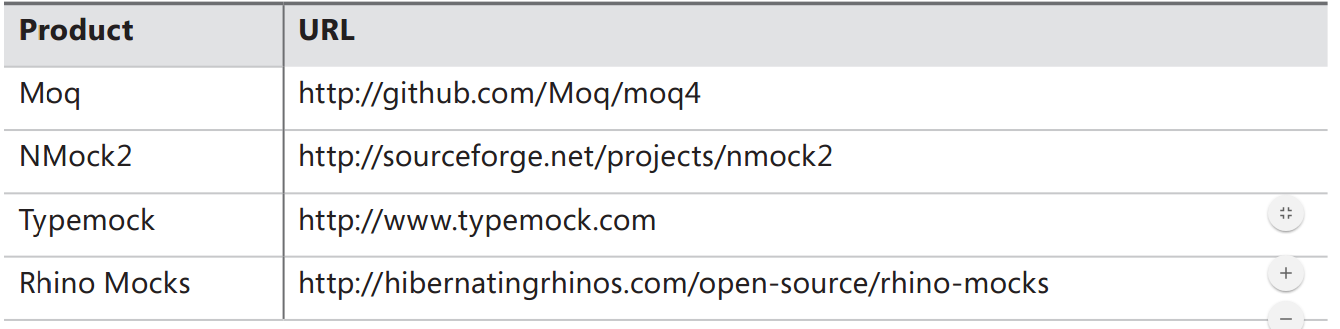 Product URL
Moq http://github.com/Moq/moq4
NMock2 http://sourceforge.net/projects/nmock2
Typemock http://www.typemock.com
Rhino Mocks http://hibernatingrhinos.com/open-source/rhino-mocks